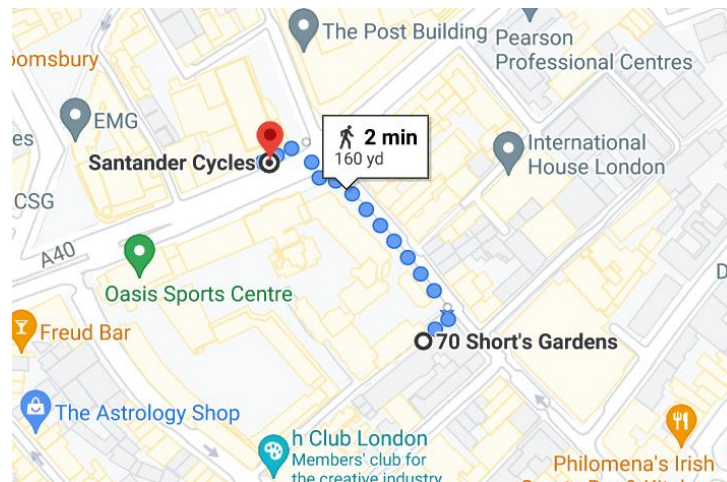 The Post Building
Pearson
Professional Centres
oomsbury
EMG
2 min
160 yd
International
House London
Santander Cycles
es
CSG
A40
D
Oasis Sports Centre
Freud Bar
70 Short's Gardens
The Astrology Shop
h Club London
Members' club for
the creative industry
Philomena's Irish